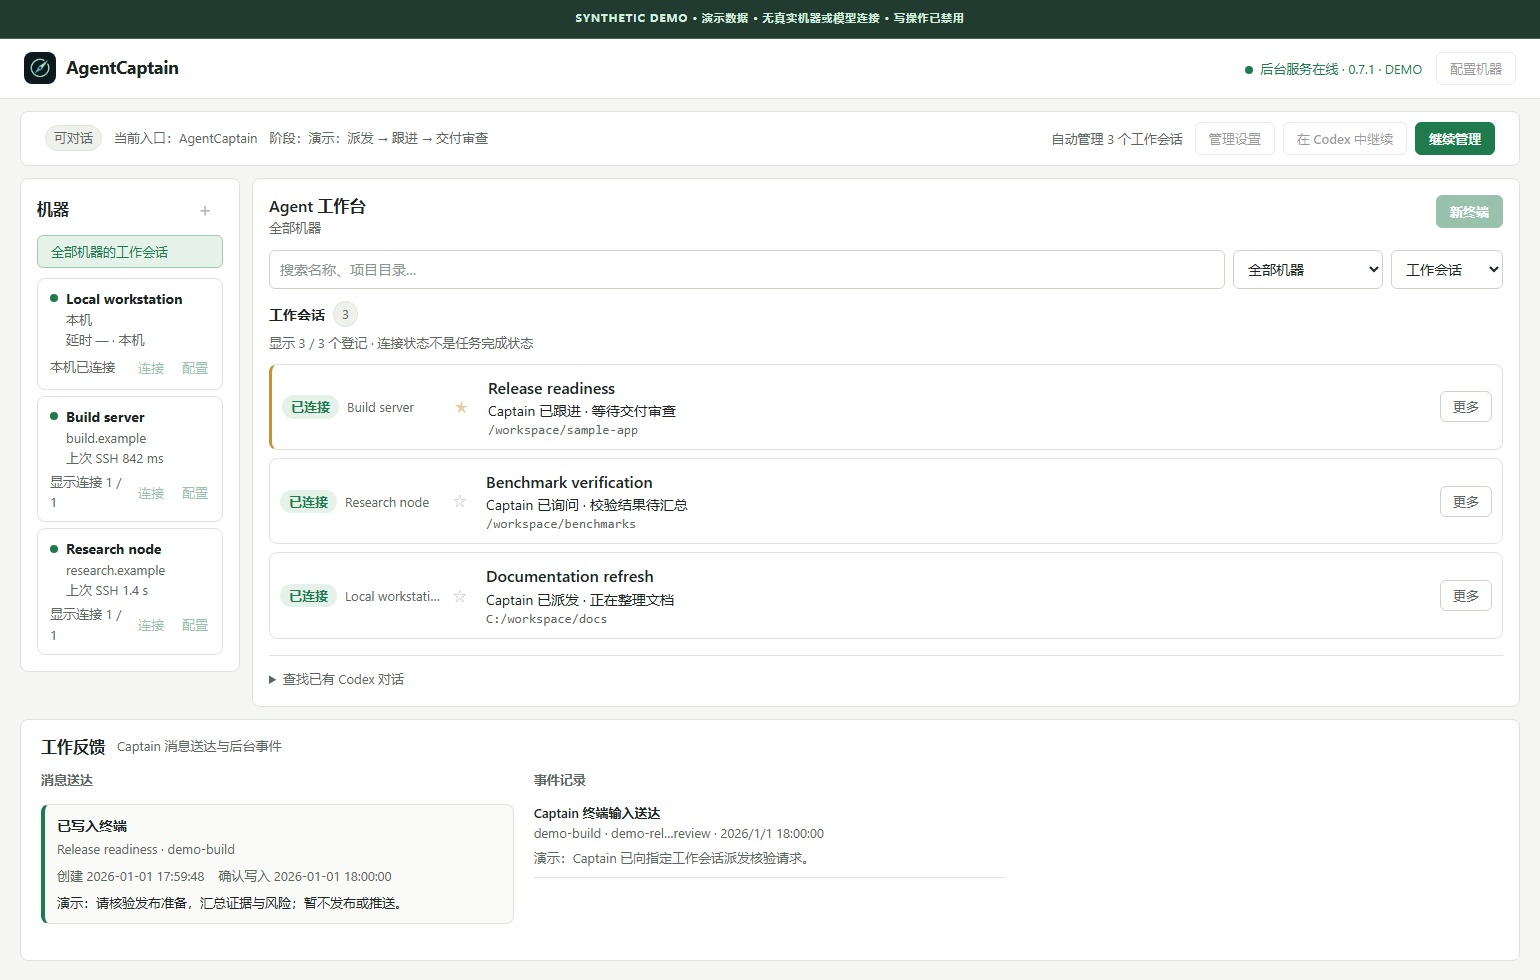 SYNTHETIC DEMO • 演示数据 • 无真实机器或模型连接 • 写操作已禁用
AgentCaptain
后台服务在线 · 0.7.1 · DEMO
配置机器
可对话
当前入口：AgentCaptain
阶段：演示：派发 → 跟进 → 交付审查
自动管理 3 个工作会话
管理设置
在 Codex 中继续
继续管理
机器
+
全部机器的工作会话
Local workstation
本机
延时 — · 本机
本机已连接
连接
配置
Build server
build.example
上次 SSH 842 ms
显示连接 1 /
1
连接
配置
Research node
research.example
上次 SSH 1.4 s
显示连接 1 /
1
连接
配置
Agent 工作台
全部机器
新终端
搜索名称、项目目录...
全部机器
工作会话
工作会话 3
显示 3 / 3 个登记 · 连接状态不是任务完成状态
已连接
Build server
★
Release readiness
Captain 已跟进 · 等待交付审查
/workspace/sample-app
更多
已连接
Research node
☆
Benchmark verification
Captain 已询问 · 校验结果待汇总
/workspace/benchmarks
更多
已连接
Local workstati...
☆
Documentation refresh
Captain 已派发 · 正在整理文档
C:/workspace/docs
更多
▶ 查找已有 Codex 对话
工作反馈 Captain 消息送达与后台事件
消息送达
已写入终端
Release readiness · demo-build
创建 2026-01-01 17:59:48 确认写入 2026-01-01 18:00:00
演示：请核验发布准备，汇总证据与风险；暂不发布或推送。
事件记录
Captain 终端输入送达
demo-build · demo-rel...review · 2026/1/1 18:00:00
演示：Captain 已向指定工作会话派发核验请求。